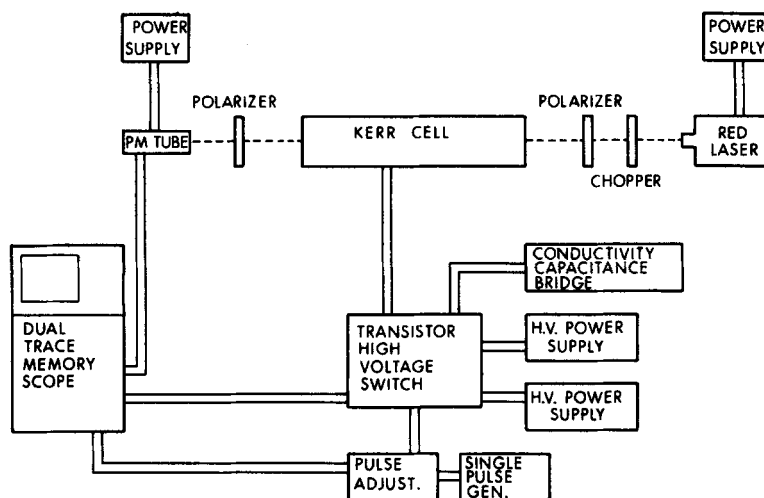 POWER
SUPPLY
POWER
SUPPLY
POLARIZER
POLARIZER
PM TUBE
KERR CELL
RED
LASER
CHOPPER
CONDUCTIVITY
CAPACITANCE
BRIDGE
DUAL
TRACE
MEMORY
SCOPE
TRANSISTOR
HIGH
VOLTAGE
SWITCH
H.V. POWER
SUPPLY
H.V. POWER
SUPPLY
PULSE
ADJUST.
SINGLE
PULSE
GEN.